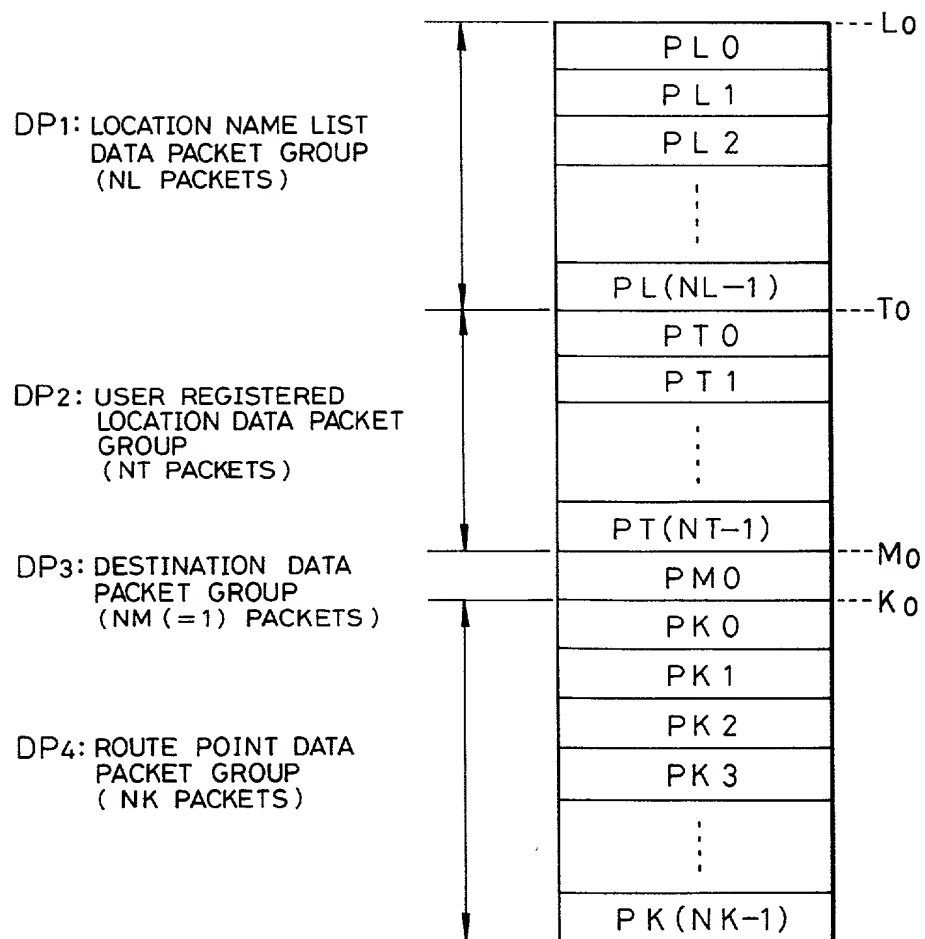 DP1: LOCATION NAME LIST
DATA PACKET GROUP
(NL PACKETS)
DP2: USER REGISTERED
LOCATION DATA PACKET
GROUP
(NT PACKETS)
DP3: DESTINATION DATA
PACKET GROUP
(NM (=1) PACKETS)
DP4: ROUTE POINT DATA
PACKET GROUP
(NK PACKETS)
PL0
PL1
PL2
PL(NL-1)
PT0
PT1
PT(NT-1)
PM0
PK0
PK1
PK2
PK3
PK(NK-1)
L0
T0
M0
K0